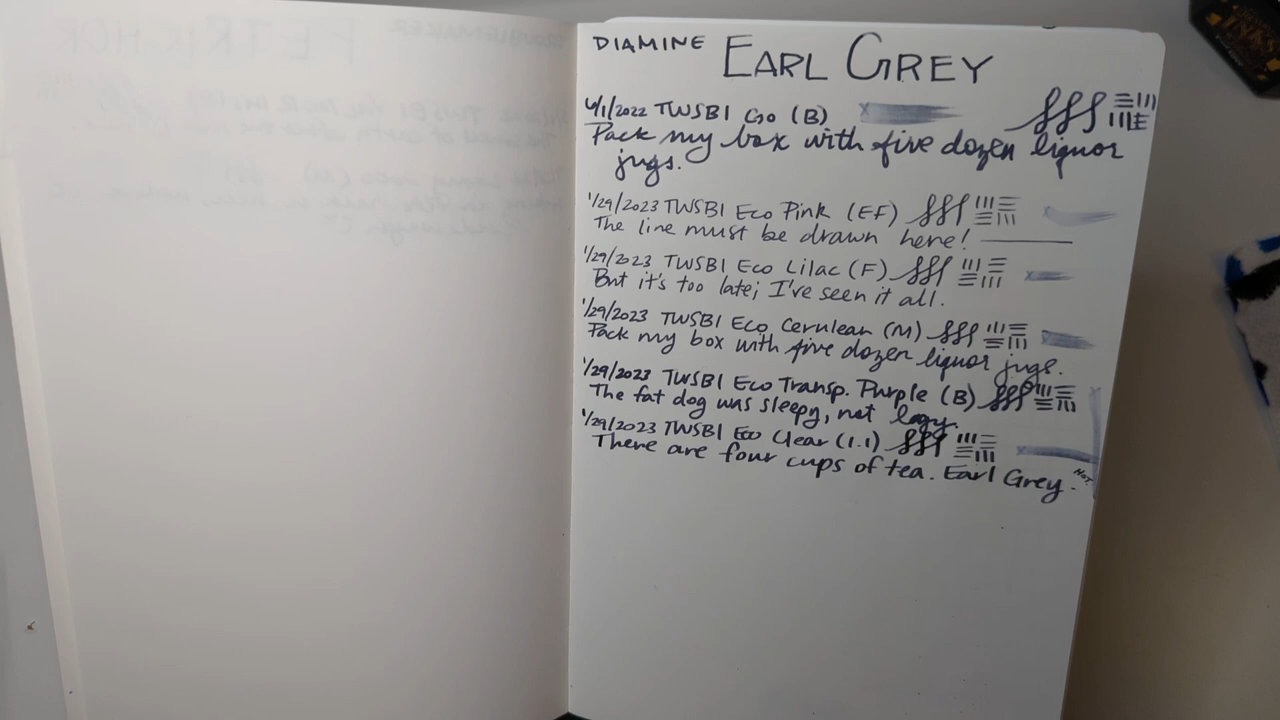 DIAMINE EARL GREY
6/1/2022 TWSBI Go (B)
Pack my box with five dozen liquor
jugs.
1/29/2023 TWSBI Eco Pink (EF)
The line must be drawn here!
1/29/2023 TWSBI Eco Lilac (F)
But it's too late; I've seen it all.
1/29/2023 TWSBI Eco Cerulean (M)
Pack my box with five dozen liquor jugs.
1/29/2023 TWSBI Eco Transp. Purple (B)
The fat dog was sleepy, not lazy.
1/29/2023 TWSBI Eco Clear (1.1)
There are four cups of tea. Earl Grey. HOT.